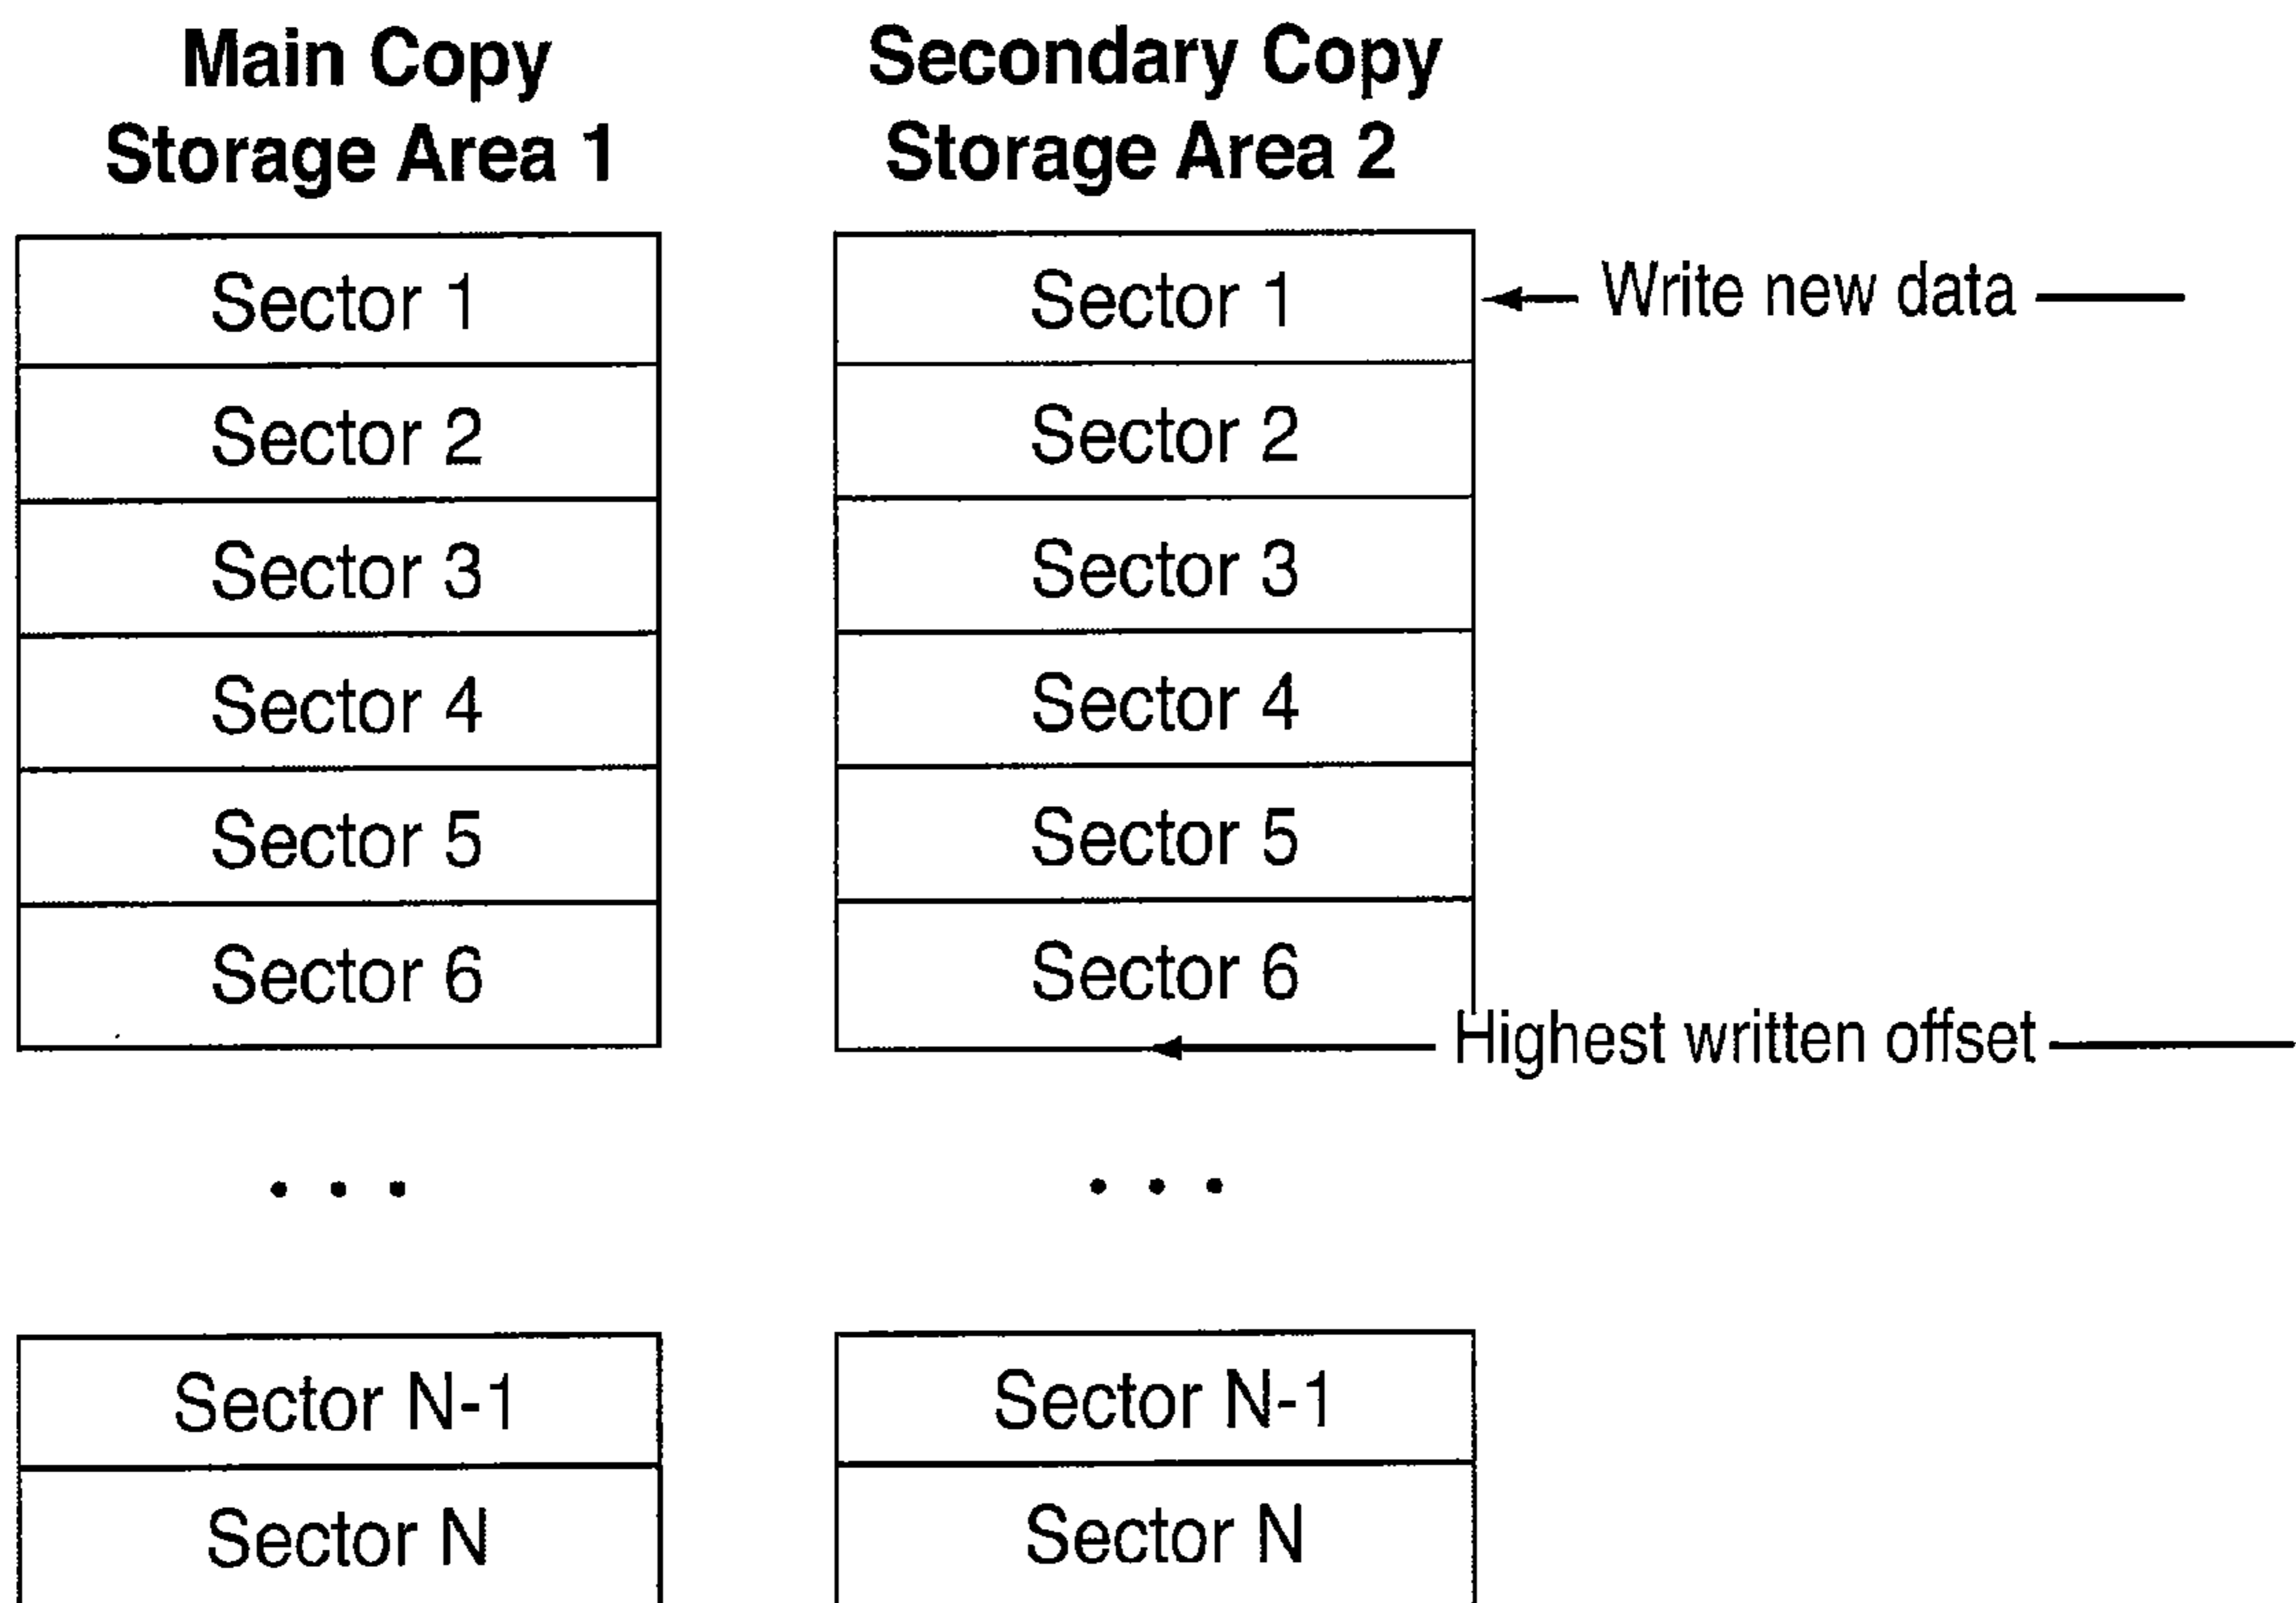 Main Copy
Storage Area 1
Sector 1
Sector 2
Sector 3
Sector 4
Sector 5
Sector 6
. . .
Sector N-1
Sector N
Secondary Copy
Storage Area 2
Sector 1
Sector 2
Sector 3
Sector 4
Sector 5
Sector 6
. . .
Sector N-1
Sector N
Write new data
Highest written offset